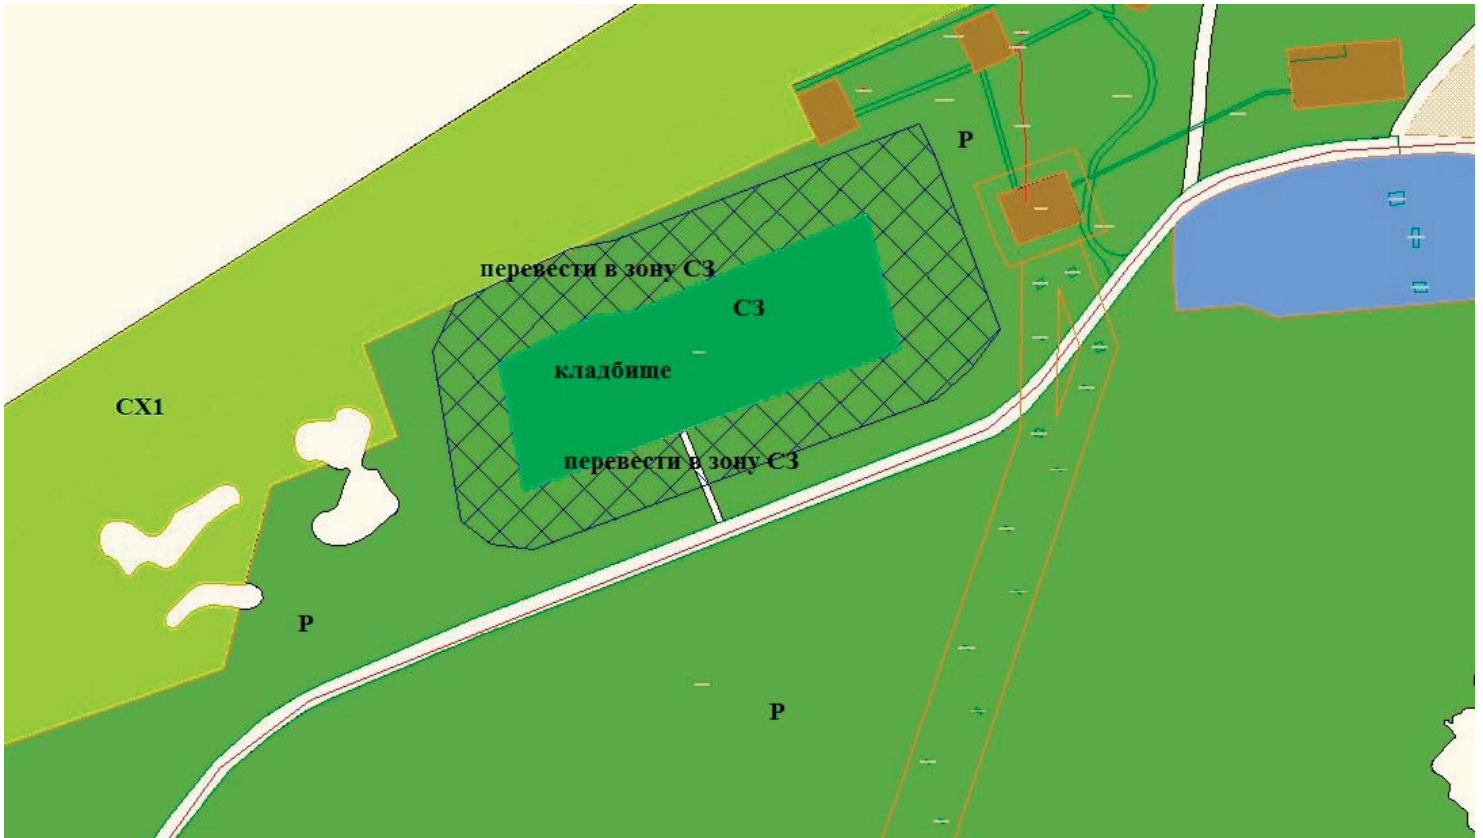 Р
перевести в зону СЗ
СЗ
кладбище
СХ1
перевести в зону СЗ
Р
Р